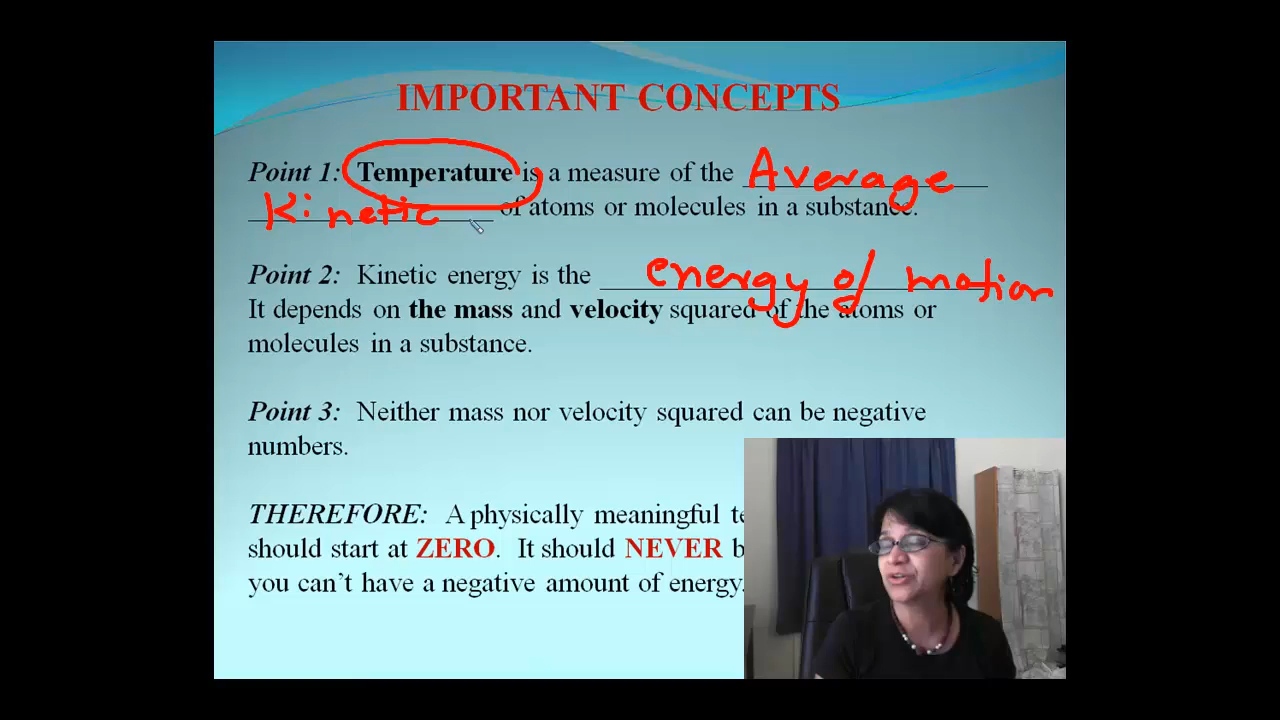 IMPORTANT CONCEPTS
Point 1: Temperature is a measure of the Average
Kinetic of atoms or molecules in a substance.
Point 2: Kinetic energy is the energy of motion
It depends on the mass and velocity squared of the atoms or
molecules in a substance.
Point 3: Neither mass nor velocity squared can be negative
numbers.
THEREFORE: A physically meaningful
should start at ZERO. It should NEVER
you can't have a negative amount of energy.